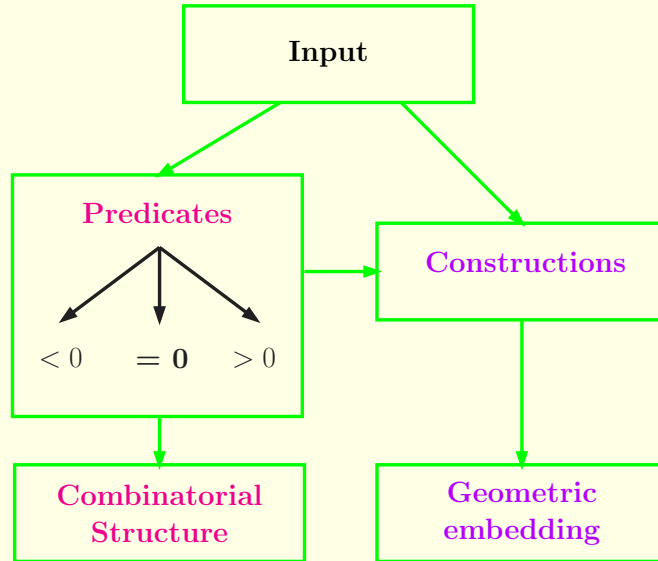 Input
Predicates
Constructions
< 0 = 0 > 0
Combinatorial
Structure
Geometric
embedding